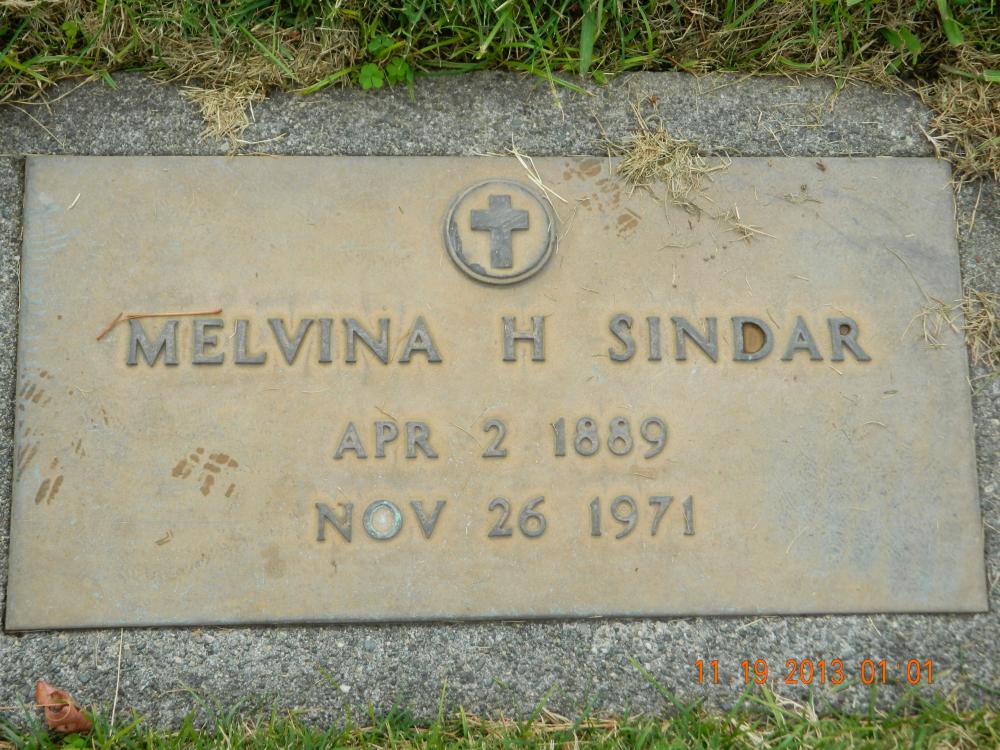 MELVINA H SINDAR
APR 2 1889
NOV 26 1971
11 19 2013 01 01